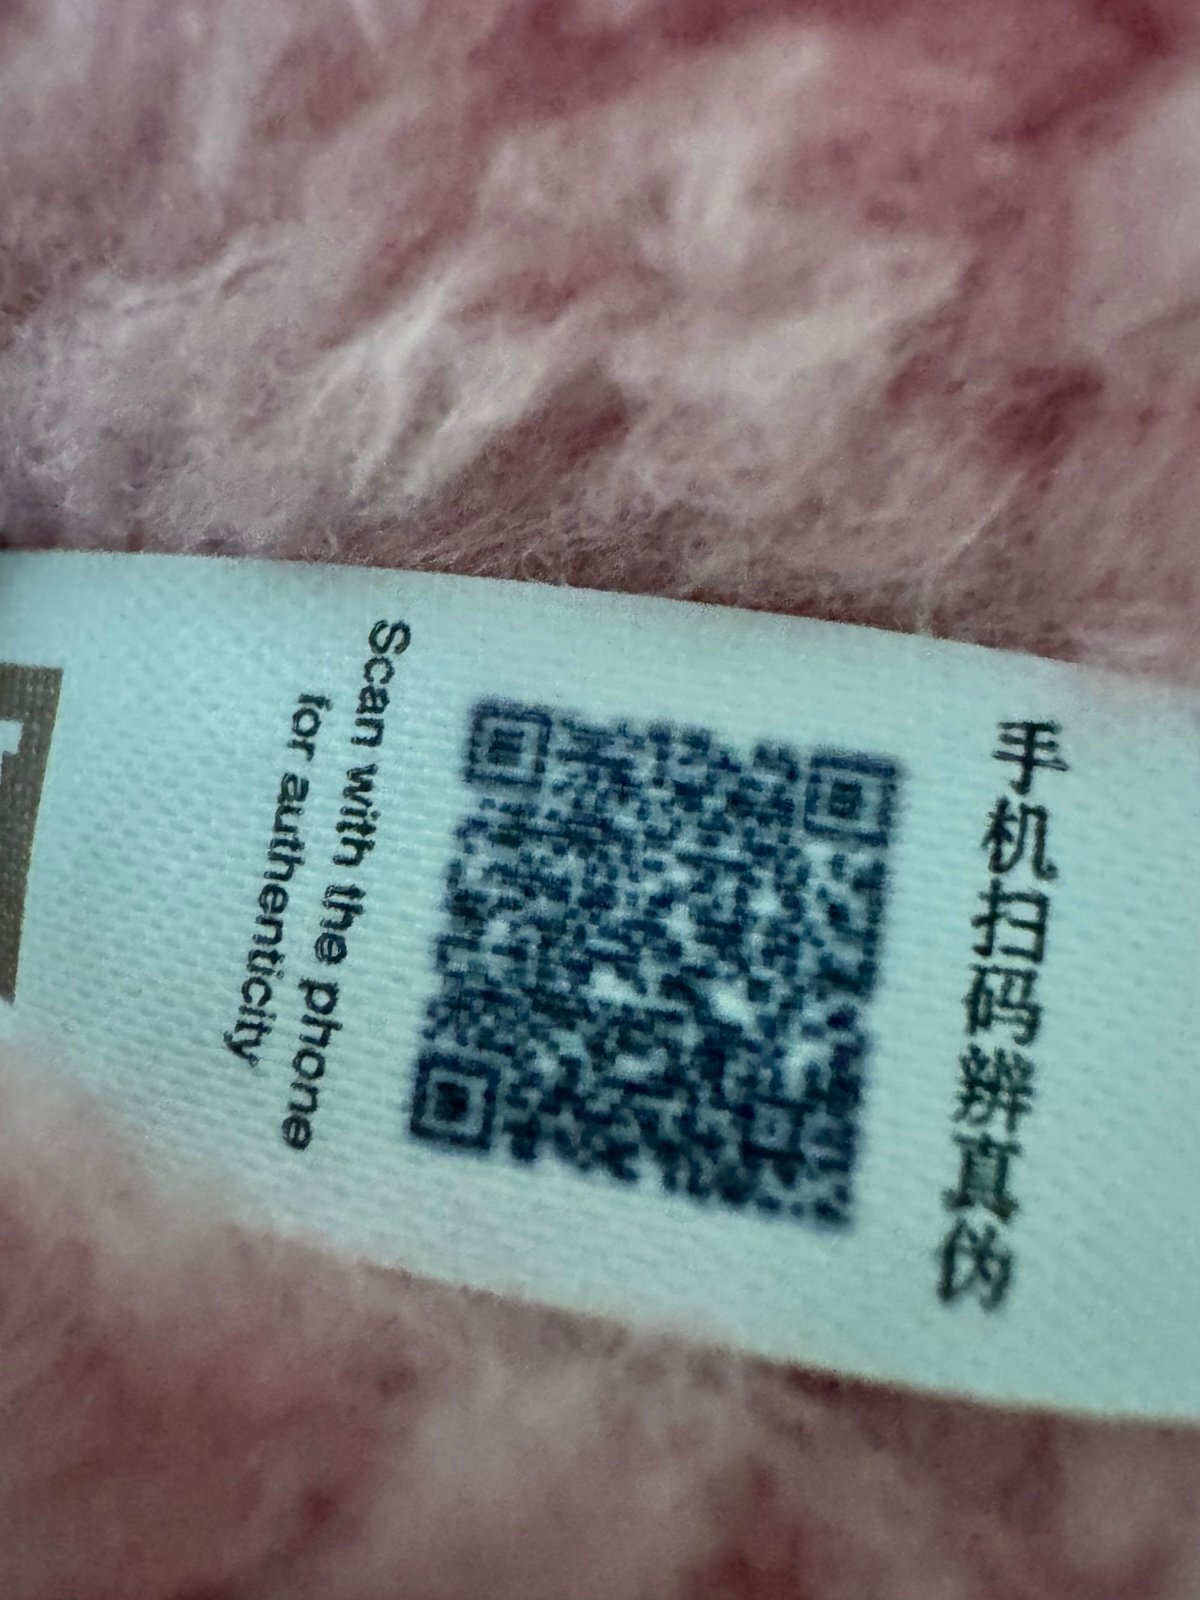 手机扫码辨真伪
Scan with the phone
for authenticity